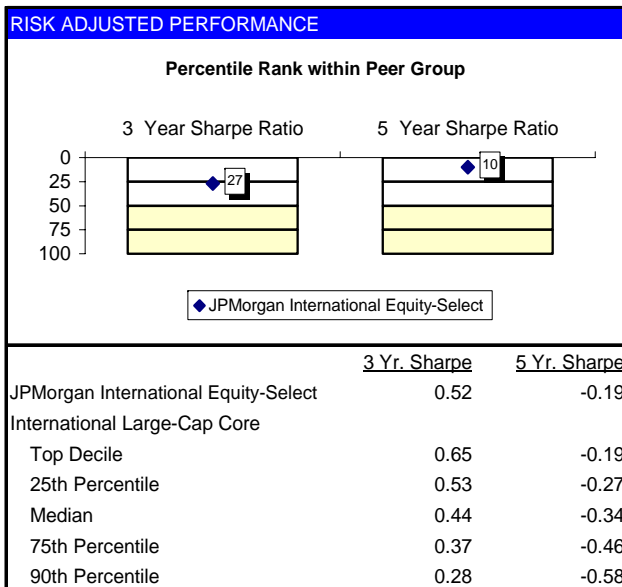 RISK ADJUSTED PERFORMANCE
Percentile Rank within Peer Group
3 Year Sharpe Ratio 5 Year Sharpe Ratio
0
25
50
75
100
27
10
JPMorgan International Equity-Select
3 Yr. Sharpe 5 Yr. Sharpe
JPMorgan International Equity-Select 0.52 -0.19
International Large-Cap Core
Top Decile 0.65 -0.19
25th Percentile 0.53 -0.27
Median 0.44 -0.34
75th Percentile 0.37 -0.46
90th Percentile 0.28 -0.58